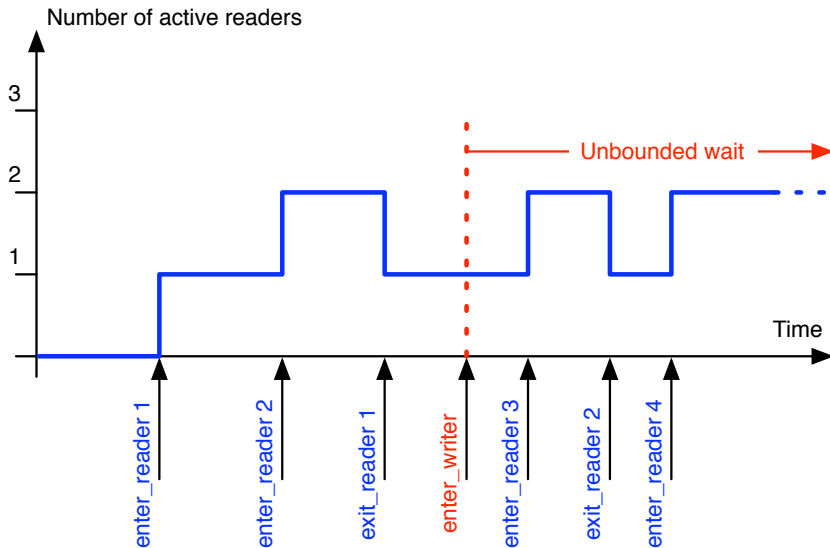 Number of active readers
3
Unbounded wait
2
1
Time
enter_reader 1
enter_reader 2
exit_reader 1
enter_writer
enter_reader 3
exit_reader 2
enter_reader 4